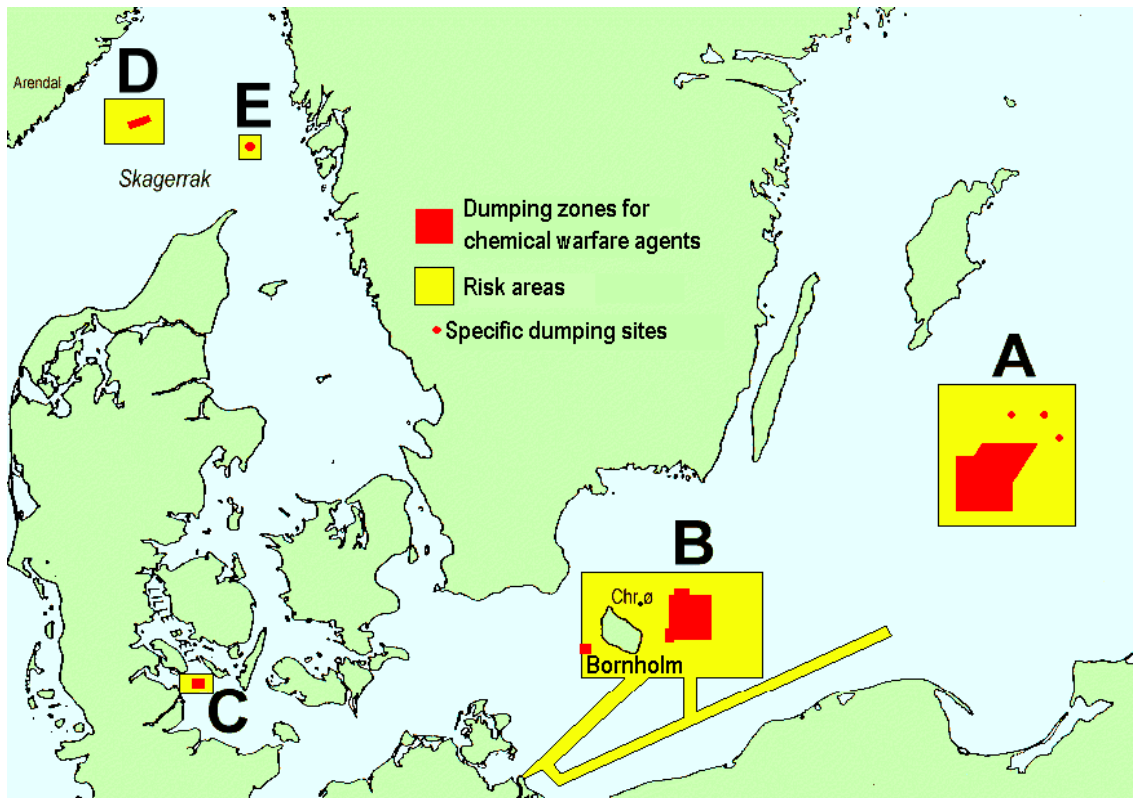 D
E
Arendal
Skagerrak
Dumping zones for
chemical warfare agents
Risk areas
Specific dumping sites
A
B
Chr.ø
Bornholm
C